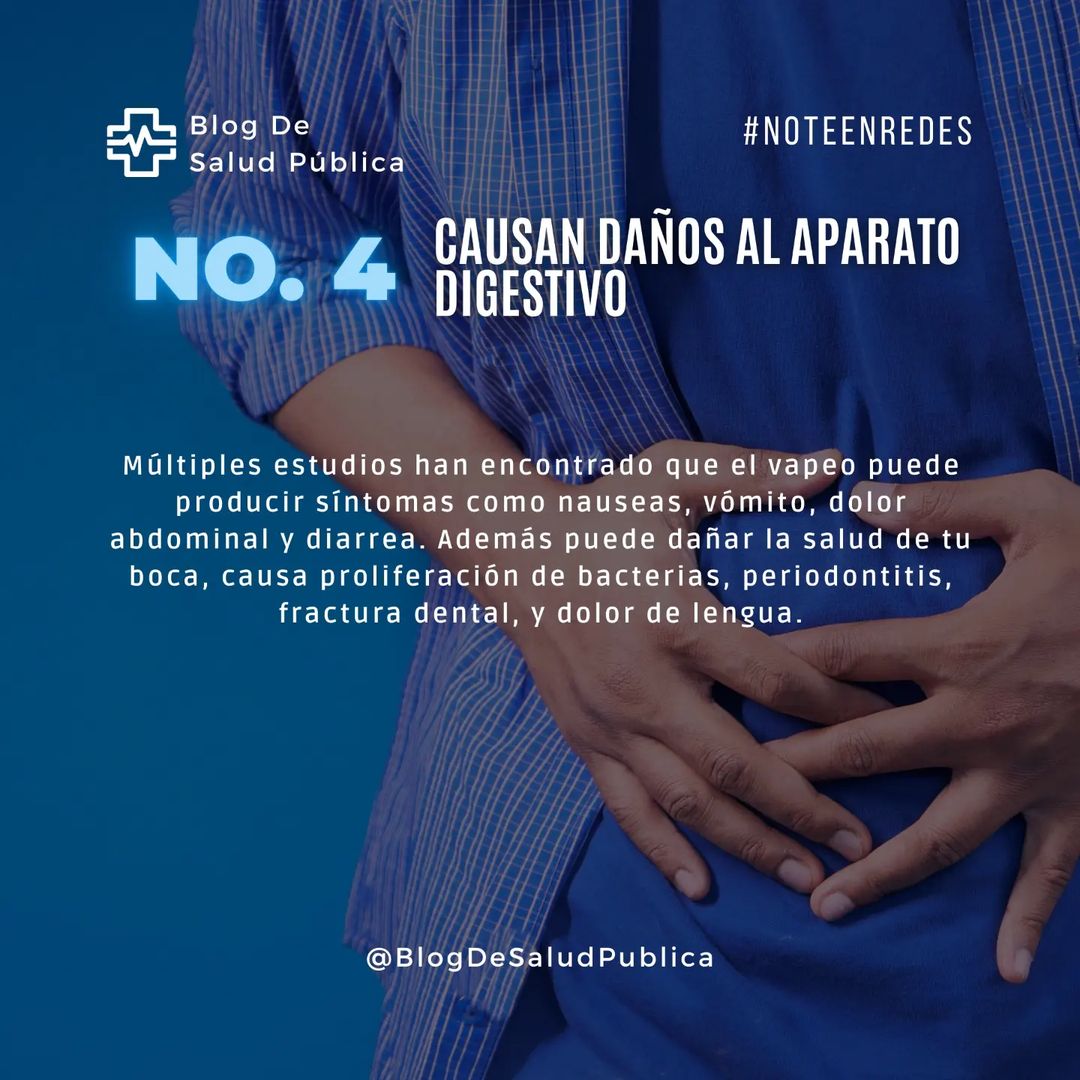 Blog De
Salud Pública
#NOTEENREDES
NO. 4
CAUSAN DAÑOS AL APARATO
DIGESTIVO
Múltiples estudios han encontrado que el vapeo puede
producir síntomas como nauseas, vómito, dolor
abdominal y diarrea. Además puede dañar la salud de tu
boca, causa proliferación de bacterias, periodontitis,
fractura dental, y dolor de lengua.
@BlogDeSaludPublica